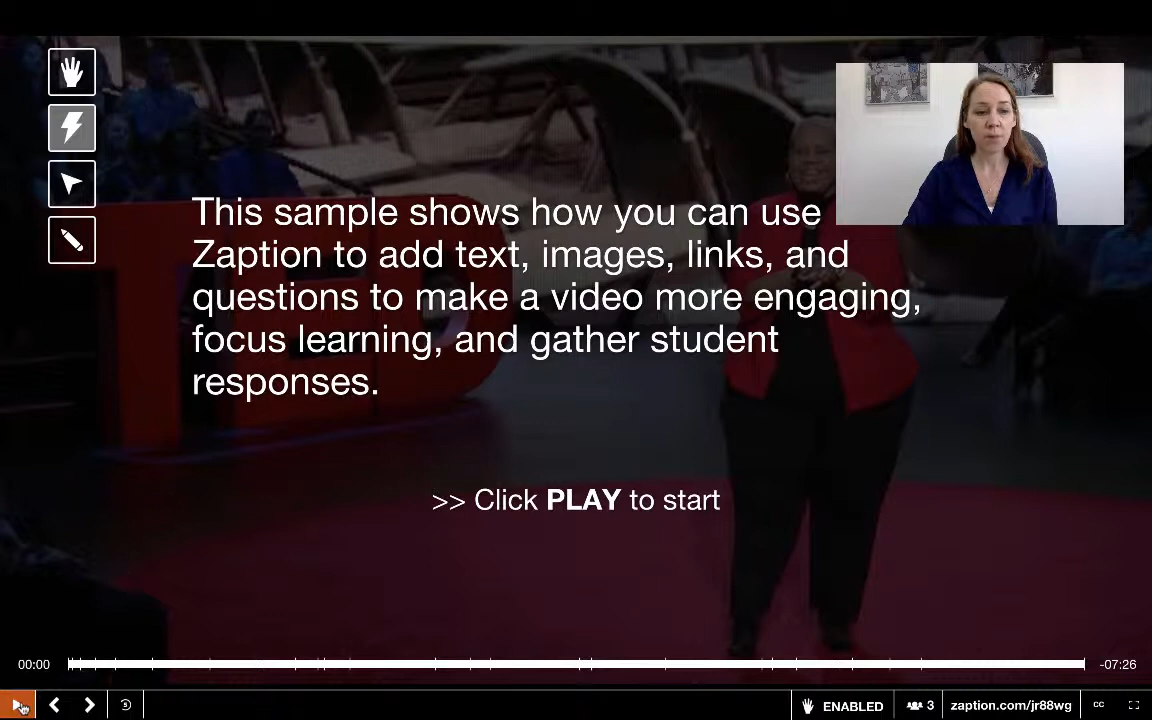 This sample shows how you can use
Zaption to add text, images, links, and
questions to make a video more engaging,
focus learning, and gather student
responses.
>> Click PLAY to start
00:00
-07:26
5
ENABLED
3
zaption.com/jr88wg
CC